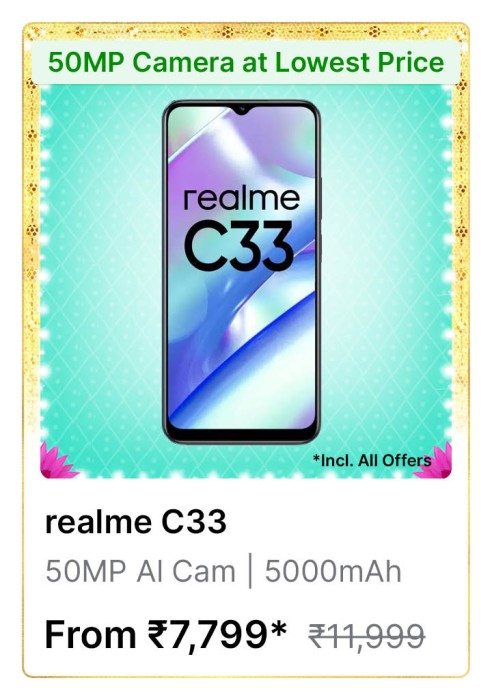 50MP Camera at Lowest Price
realme
C33
*Incl. All Offers
realme C33
50MP AI Cam | 5000mAh
From ₹7,799* ₹11,999